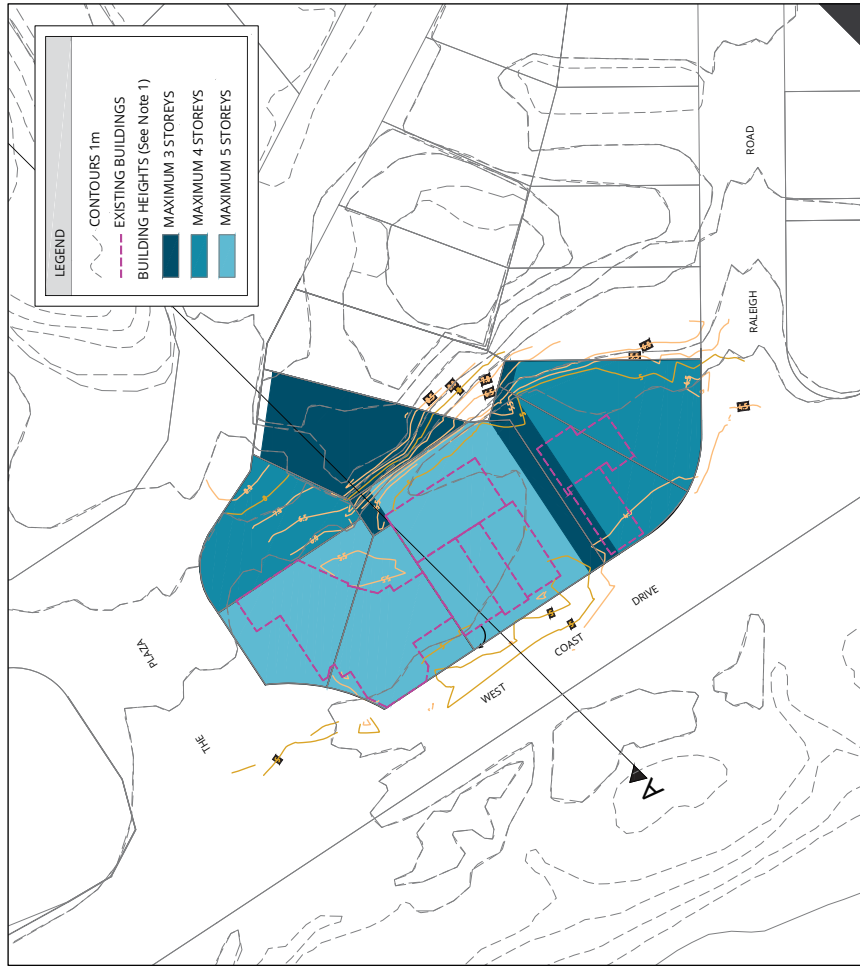 LEGEND
CONTOURS 1m
EXISTING BUILDINGS
BUILDING HEIGHTS (See Note 1)
MAXIMUM 3 STOREYS
MAXIMUM 4 STOREYS
MAXIMUM 5 STOREYS
THE
PLAZA
WEST
COAST
DRIVE
RALEIGH
ROAD
A